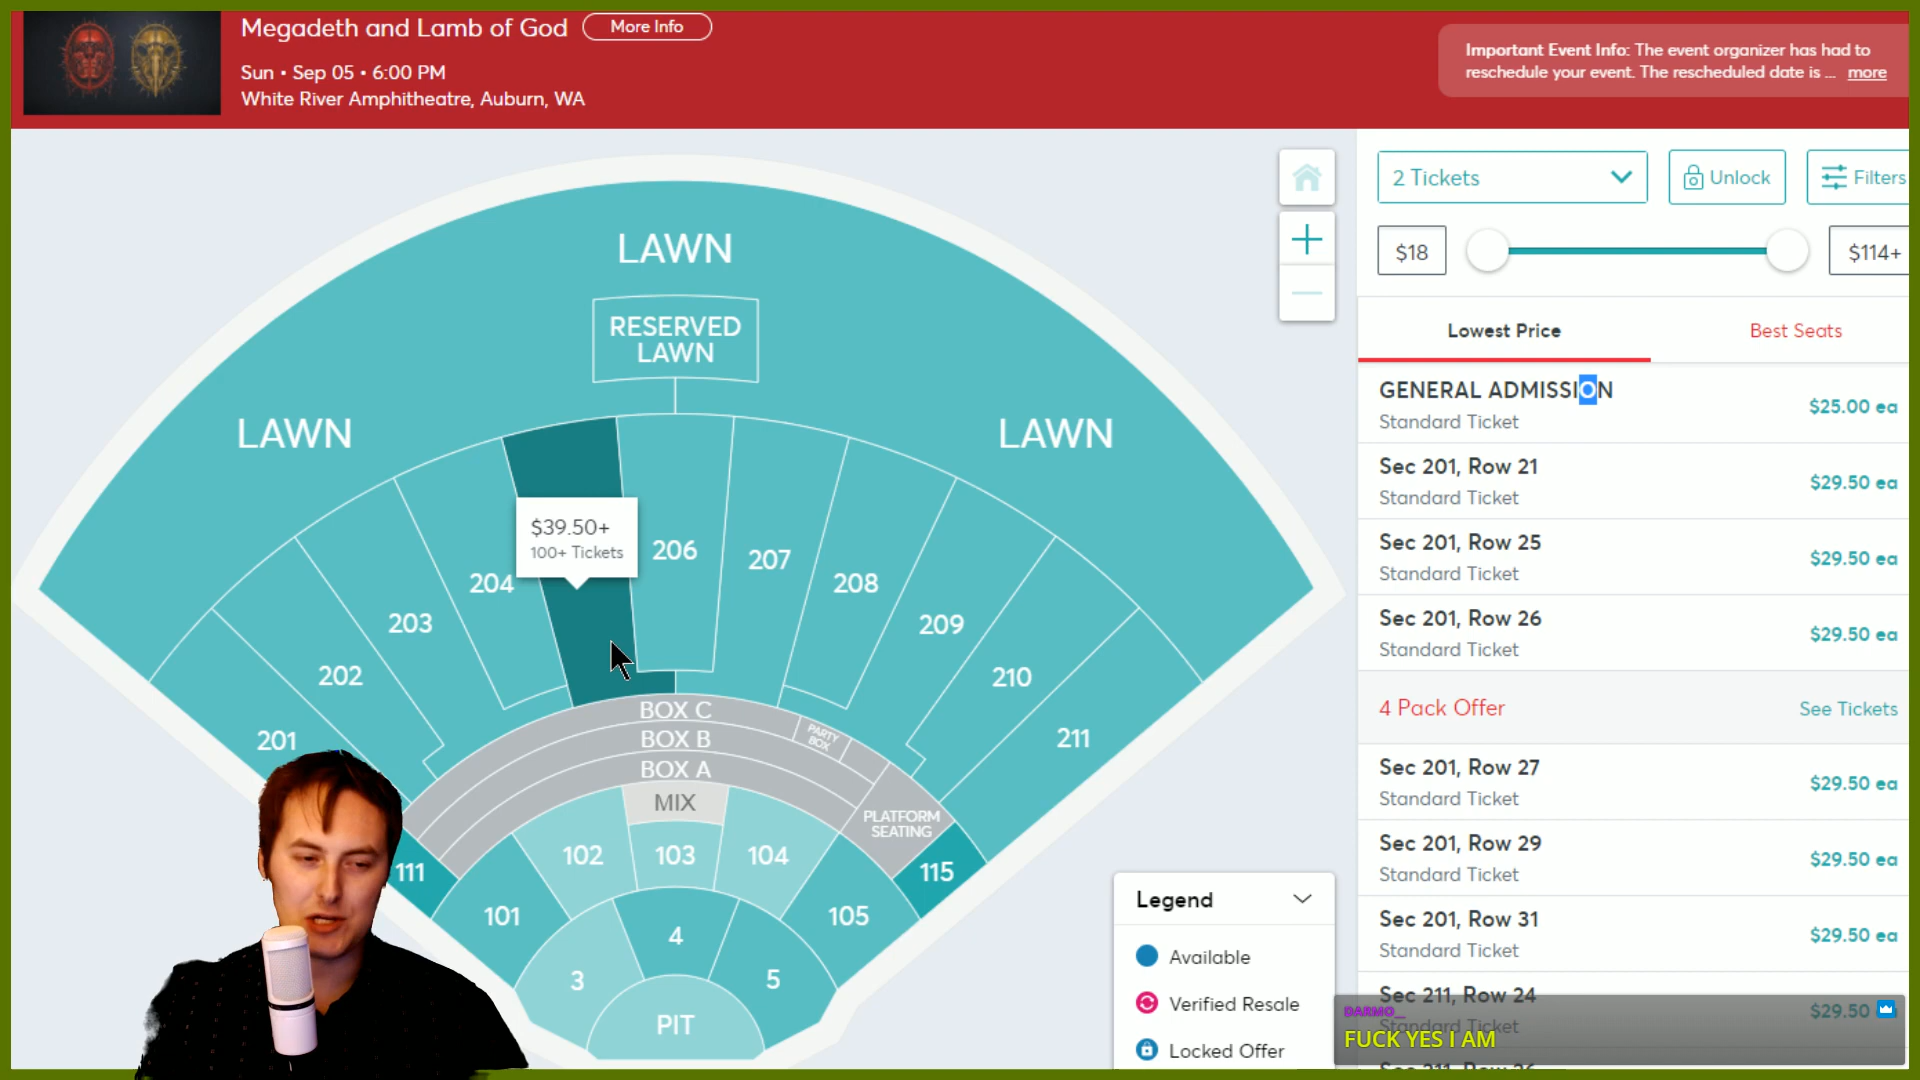 Megadeth and Lamb of God
More Info
Sun • Sep 05 • 6:00 PM
White River Amphitheatre, Auburn, WA
Important Event Info: The event organizer has had to
reschedule your event. The rescheduled date is ... more
LAWN
RESERVED
LAWN
LAWN
LAWN
$39.50+
100+ Tickets
204
206
207
208
203
209
202
210
201
211
BOX C
BOX B
BOX A
PARTY
BOX
MIX
PLATFORM
SEATING
111
102
103
104
115
101
105
4
3
5
PIT
Legend
Available
Verified Resale
Locked Offer
2 Tickets
Unlock
Filters
$18
$114+
Lowest Price
Best Seats
GENERAL ADMISSION
Standard Ticket
$25.00 ea
Sec 201, Row 21
Standard Ticket
$29.50 ea
Sec 201, Row 25
Standard Ticket
$29.50 ea
Sec 201, Row 26
Standard Ticket
$29.50 ea
4 Pack Offer
See Tickets
Sec 201, Row 27
Standard Ticket
$29.50 ea
Sec 201, Row 29
Standard Ticket
$29.50 ea
Sec 201, Row 31
Standard Ticket
$29.50 ea
Sec 211, Row 24
Standard Ticket
$29.50
DARMO_
FUCK YES I AM